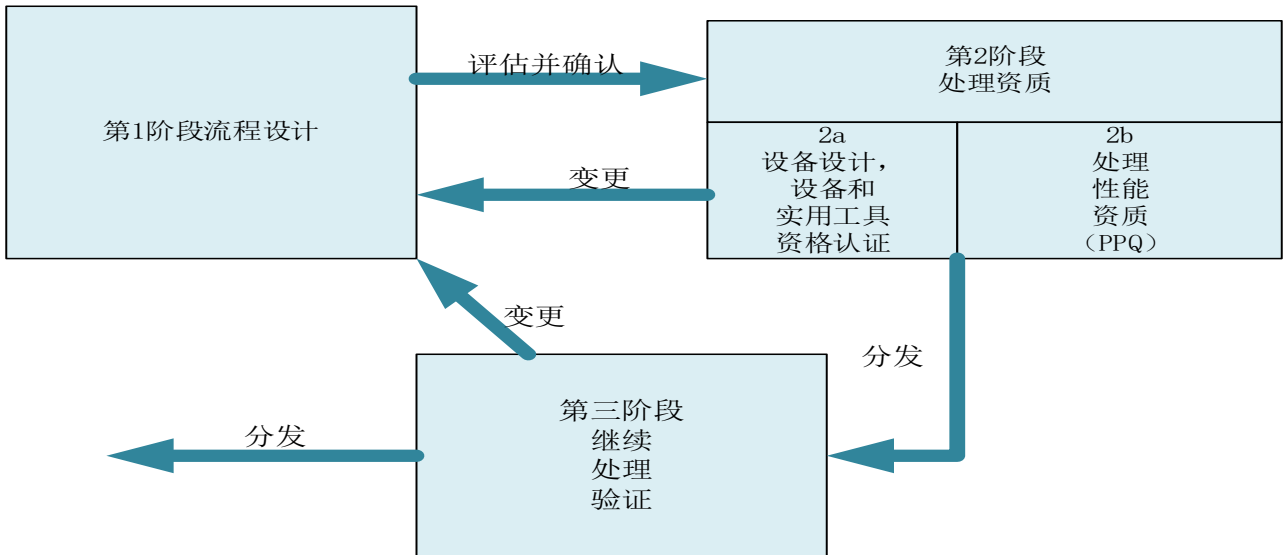 第1阶段流程设计
评估并确认
第2阶段
处理资质
2a
设备设计，
设备和
实用工具
资格认证
2b
处理
性能
资质
（PPQ）
变更
变更
分发
第三阶段
继续
处理
验证
分发